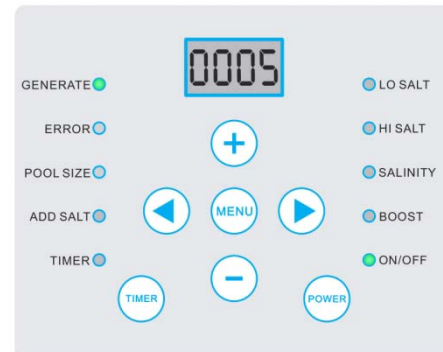 0005
GENERATE
LO SALT
ERROR
HI SALT
POOL SIZE
SALINITY
MENU
ADD SALT
BOOST
TIMER
ON/OFF
TIMER
POWER